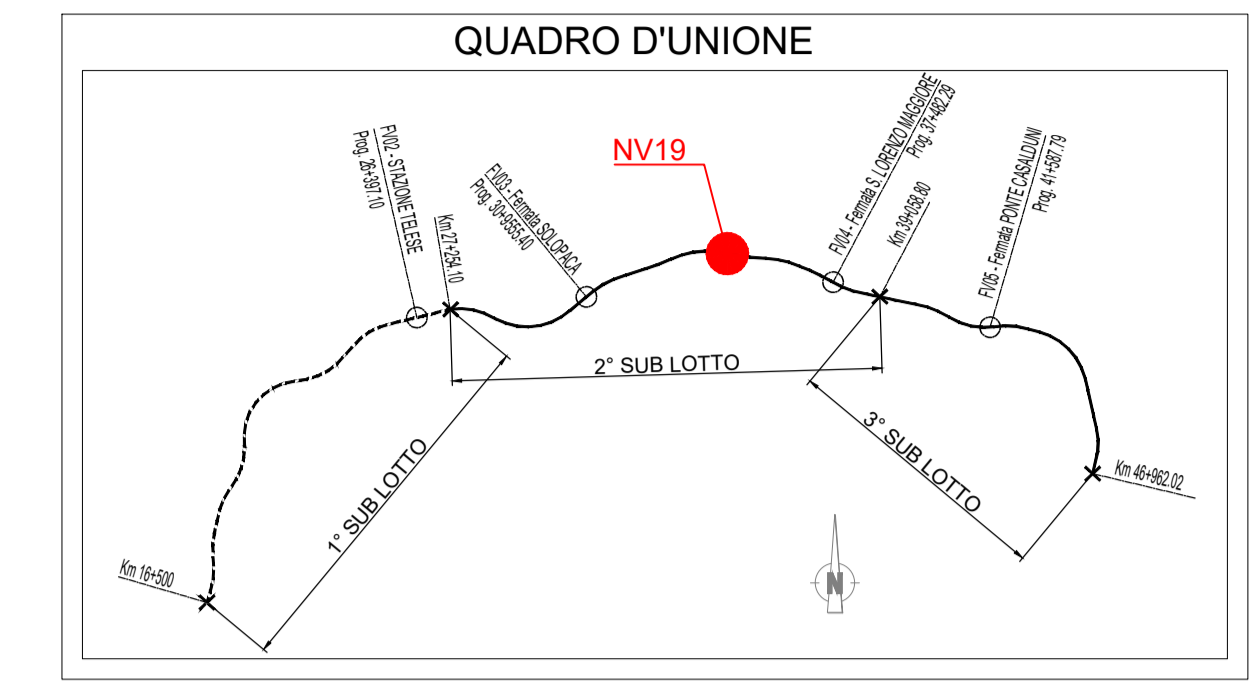 QUADRO D'UNIONE
FV02 - STAZIONE TELESE
Prog. 26+397.10
Km 27+254.10
FV03 - Fermata SOLOPACA
Prog. 30+9555.40
NV19
FV04 - Fermata S. LORENZO MAGGIORE
Prog. 37+482.29
Km 39+058.80
FV05 - Fermata PONTE CASALDUNI
Prog. 41+587.79
2° SUB LOTTO
1° SUB LOTTO
3° SUB LOTTO
Km 46+962.02
Km 16+500
N